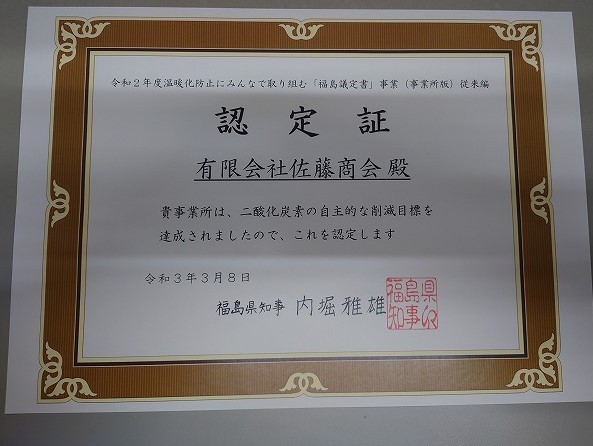 令和２年度温暖化防止にみんなで取り組む「福島議定書」事業（事業所版）従来編
認定証
有限会社佐藤商会 殿
貴事業所は、二酸化炭素の自主的な削減目標を
達成されましたので、これを認定します
令和３年３月８日
福島県知事 内堀雅雄
福島県知事印